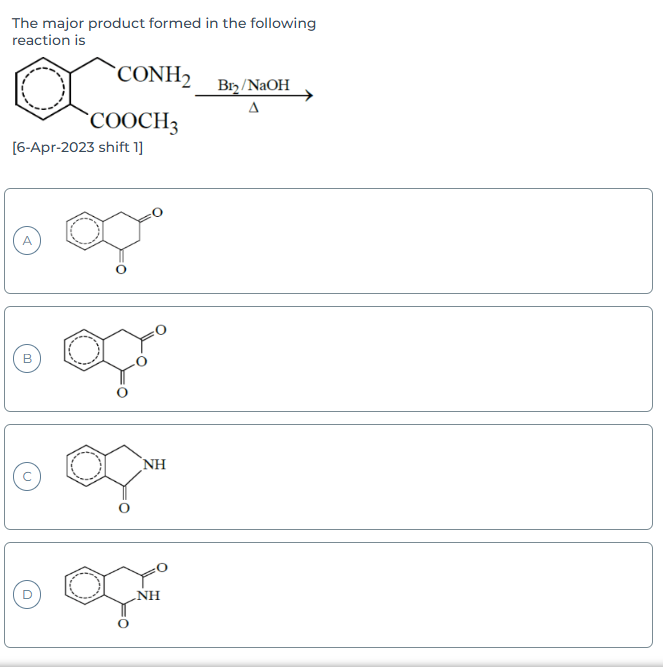 The major product formed in the following
reaction is
CONH₂
Br₂/NaOH
Δ
COOCH₃
[6-Apr-2023 shift 1]
A
O
O
B
O
O
O
C
NH
O
D
O
NH
O